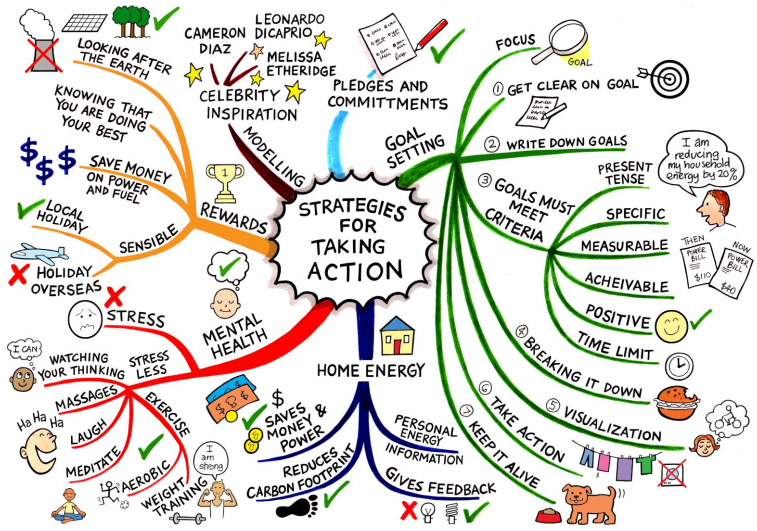 STRATEGIES
FOR
TAKING
ACTION
LEONARDO
DICAPRIO
CAMERON
DIAZ
MELISSA
ETHERIDGE
CELEBRITY
INSPIRATION
MODELLING
PLEDGES AND
COMMITTMENTS
GOAL
SETTING
FOCUS
GOAL
① GET CLEAR ON GOAL
② WRITE DOWN GOALS
③ GOALS MUST
MEET
CRITERIA
PRESENT
TENSE
I am
reducing
my household
energy by 20%
SPECIFIC
MEASURABLE
THEN
POWER
BILL
$110
NOW
POWER
BILL
$40
ACHEIVABLE
POSITIVE
TIME LIMIT
④ BREAKING IT DOWN
⑤ VISUALIZATION
⑥ TAKE ACTION
⑦ KEEP IT ALIVE
HOME ENERGY
PERSONAL
ENERGY
INFORMATION
GIVES FEEDBACK
$
SAVES
MONEY &
POWER
REDUCES
CARBON FOOTPRINT
MENTAL
HEALTH
STRESS
STRESS
LESS
I CAN!
WATCHING
YOUR THINKING
MASSAGES
Ha Ha Ha
LAUGH
MEDITATE
EXERCISE
AEROBIC
WEIGHT
TRAINING
I am
strong
REWARDS
1
LOOKING AFTER
THE EARTH
KNOWING THAT
YOU ARE DOING
YOUR BEST
$ $ $
SAVE MONEY
ON POWER
AND FUEL
SENSIBLE
LOCAL
HOLIDAY
HOLIDAY
OVERSEAS